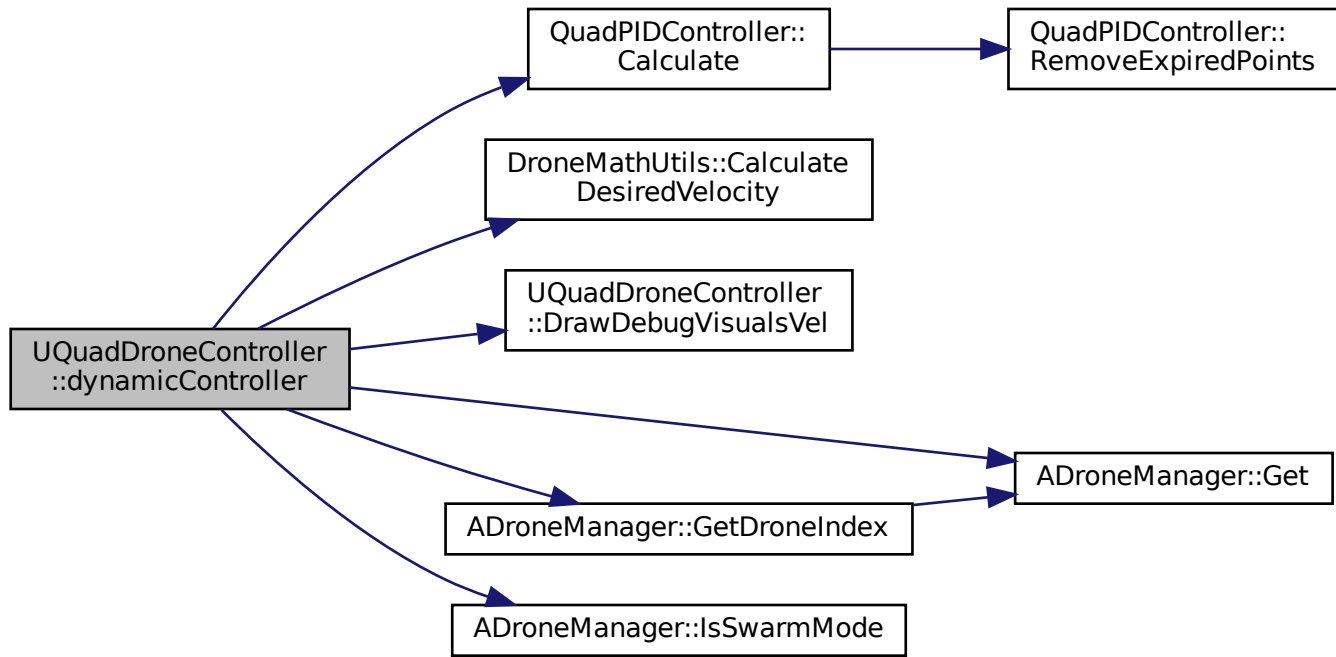 QuadPIDController::
Calculate
QuadPIDController::
RemoveExpiredPoints
DroneMathUtils::Calculate
DesiredVelocity
UQuadDroneController
::DrawDebugVisualsVel
UQuadDroneController
::dynamicController
ADroneManager::Get
ADroneManager::GetDroneIndex
ADroneManager::IsSwarmMode